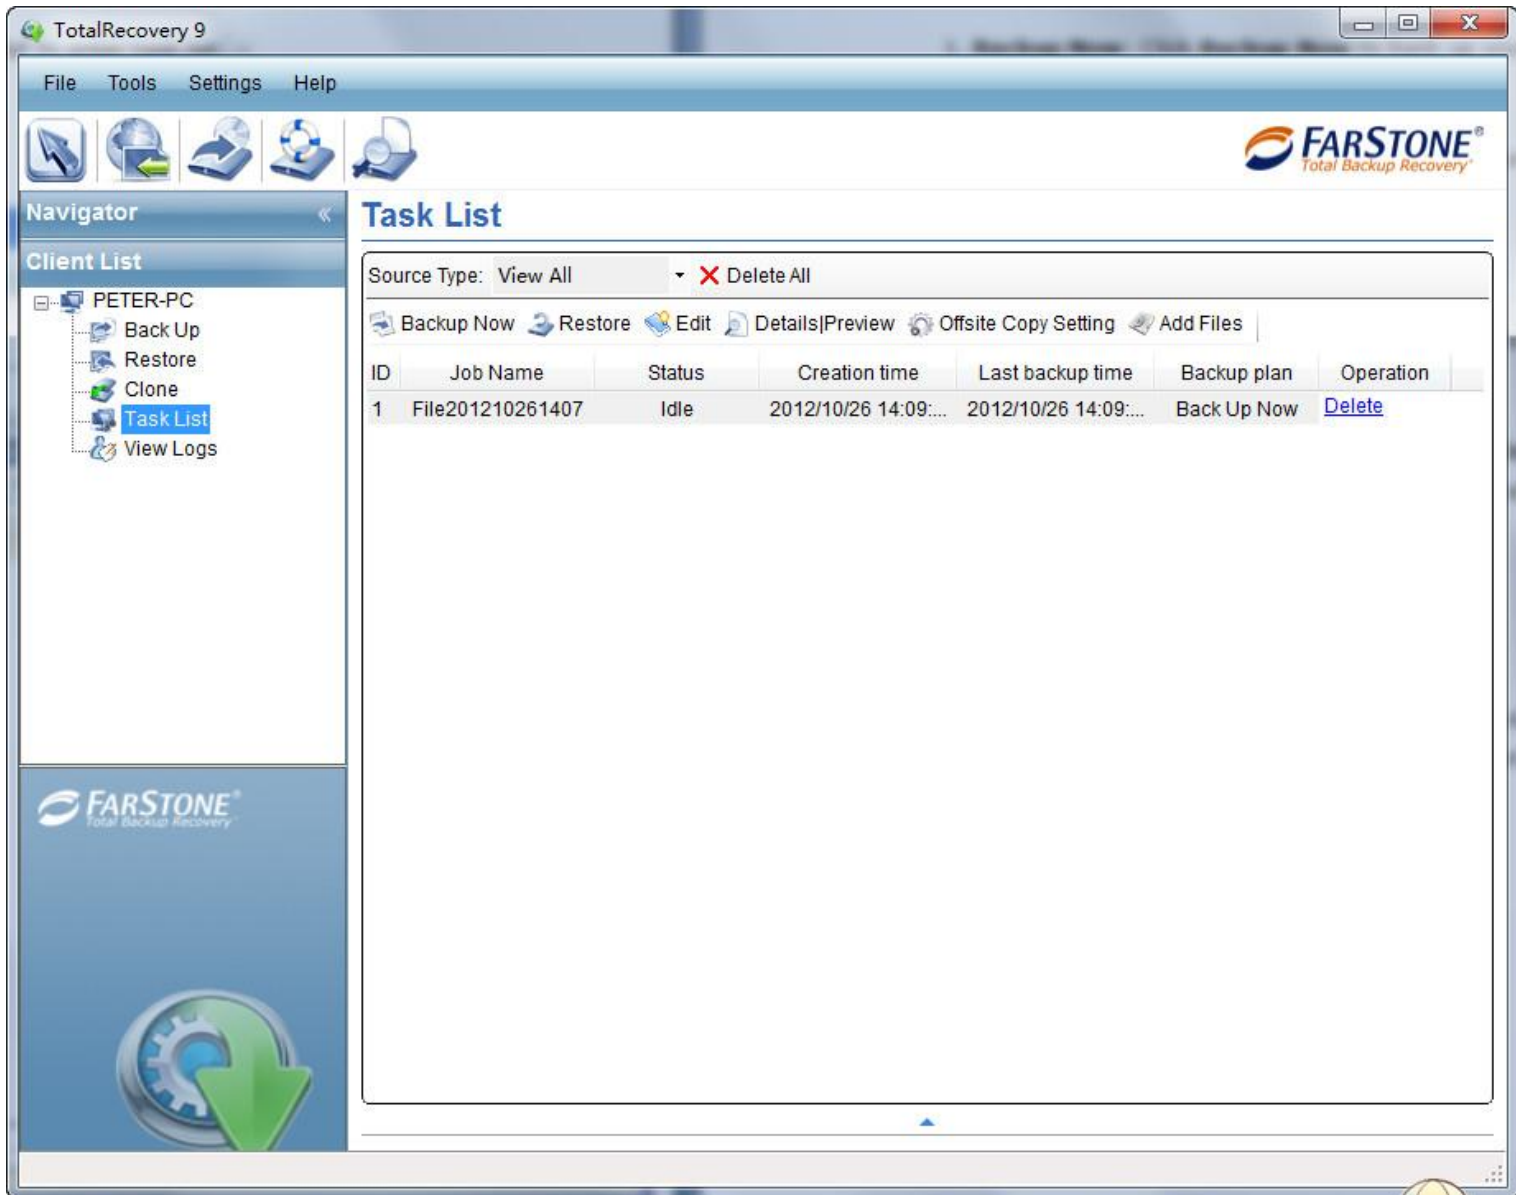 TotalRecovery 9
File Tools Settings Help
FARSTONE®
Total Backup Recovery
Navigator «
Task List
Client List
Source Type: View All Delete All
PETER-PC
Back Up
Restore
Clone
Task List
View Logs
Backup Now Restore Edit Details|Preview Offsite Copy Setting Add Files
ID Job Name Status Creation time Last backup time Backup plan Operation
1 File201210261407 Idle 2012/10/26 14:09:... 2012/10/26 14:09:... Back Up Now Delete
FARSTONE®
Total Backup Recovery